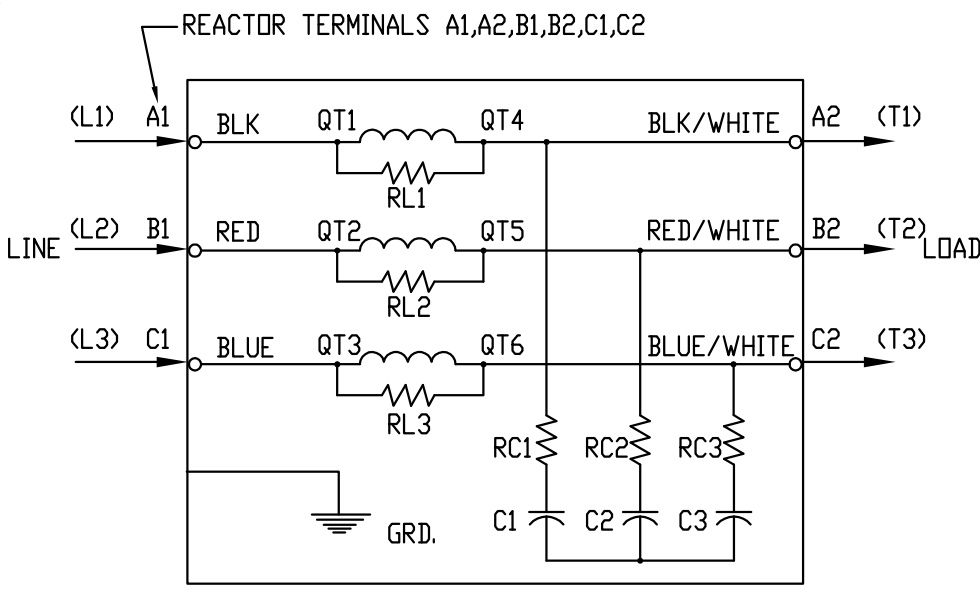 REACTOR TERMINALS A1,A2,B1,B2,C1,C2
(L1) A1 BLK QT1 QT4 BLK/WHITE A2 (T1)
RL1
LINE (L2) B1 RED QT2 QT5 RED/WHITE B2 (T2) LOAD
RL2
(L3) C1 BLUE QT3 QT6 BLUE/WHITE C2 (T3)
RL3
RC1 RC2 RC3
C1 C2 C3
GRD.